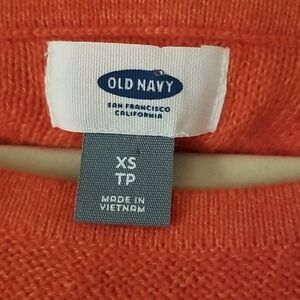 OLD NAVY
SAN FRANCISCO
CALIFORNIA
XS
TP
MADE IN
VIETNAM